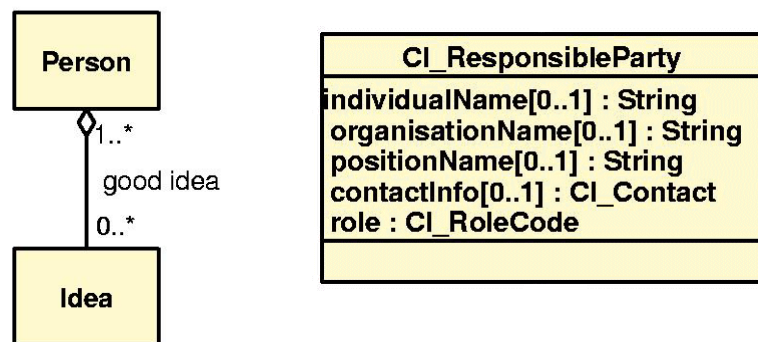 Person
1..*
good idea
0..*
Idea
CI_ResponsibleParty
individualName[0..1] : String
organisationName[0..1] : String
positionName[0..1] : String
contactInfo[0..1] : CI_Contact
role : CI_RoleCode